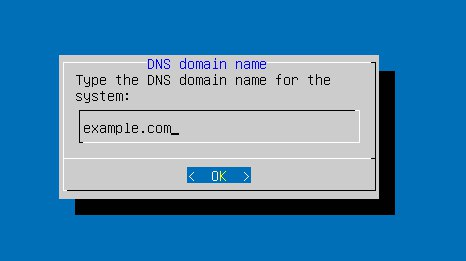 DNS domain name
Type the DNS domain name for the
system:
example.com_
< OK >